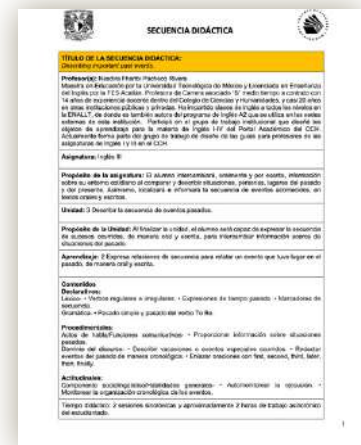 SECUENCIA DIDÁCTICA
TÍTULO DE LA SECUENCIA DIDÁCTICA:
Describing important past events.
Profesor(a): Pacheco Rivera
Maestra en Educación por la Universidad Tecnológica de México y Licenciada en Enseñanza
del Inglés por la FES Acatlán. Profesora de Carrera asociado "B" medio tiempo a contrato con
14 años de experiencia docente dentro del Colegio de Ciencias y Humanidades, y casi 20 años
en otras instituciones públicas y privadas. Ha impartido clases de inglés a todos los niveles en
la ENALLT, de donde es también autora del programa de Inglés A2 que se utiliza en las sedes
externas de esta institución. Participó en el grupo de trabajo institucional que diseñó los
objetos de aprendizaje para la materia de Inglés I-IV del Portal Académico del CCH.
Actualmente forma parte del grupo de trabajo de diseño de las guías para profesores de las
asignaturas de Inglés I y III en el CCH.
Asignatura: Inglés III
Propósito de la asignatura: El alumno intercambiará, oralmente y por escrito, información
sobre su entorno cotidiano al comparar y describir situaciones, personas, lugares del pasado
y del presente. Asimismo, localizará e inferirá la secuencia de eventos acontecidos, en
textos orales y escritos.
Unidad: 3 Describir la secuencia de eventos pasados.
Propósito de la Unidad: Al finalizar la unidad, el alumno será capaz de expresar la secuencia
de sucesos ocurridos, de manera oral y escrita, para intercambiar información acerca de
situaciones del pasado.
Aprendizaje: 2 Expresa relaciones de secuencia para relatar un evento que tuvo lugar en el
pasado, de manera oral y escrita.
Contenidos
Declarativos:
Léxico- • Verbos regulares e irregulares. • Expresiones de tiempo pasado • Marcadores de
secuencia.
Gramática- • Pasado simple y pasado del verbo To Be
Procedimentales:
Actos de habla/Funciones comunicativas- • Proporcionar información sobre situaciones
pasadas.
Dominio del discurso- • Describir vacaciones o eventos especiales ocurridos. • Redactar
eventos del pasado de manera cronológica. • Enlazar oraciones con first, second, third, later,
then, finally.
Actitudinales:
Componente sociolingüístico/Habilidades generales- • Automonitorear la ejecución. •
Monitorear la organización cronológica de los eventos.
Tiempo didáctico: 2 sesiones sincrónicas y aproximadamente 2 horas de trabajo asincrónico
del estudiantado.
1